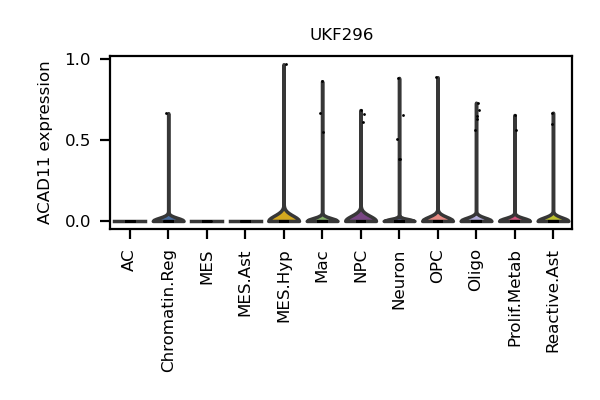 UKF296
ACAD11 expression
1.0
0.5
0.0
AC
Chromatin.Reg
MES
MES.Ast
MES.Hyp
Mac
NPC
Neuron
OPC
Oligo
Prolif.Metab
Reactive.Ast